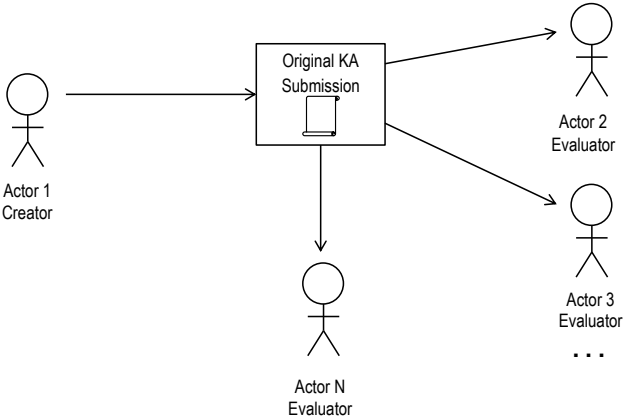 Original KA
Submission
Actor 1
Creator
Actor 2
Evaluator
Actor 3
Evaluator
. . .
Actor N
Evaluator